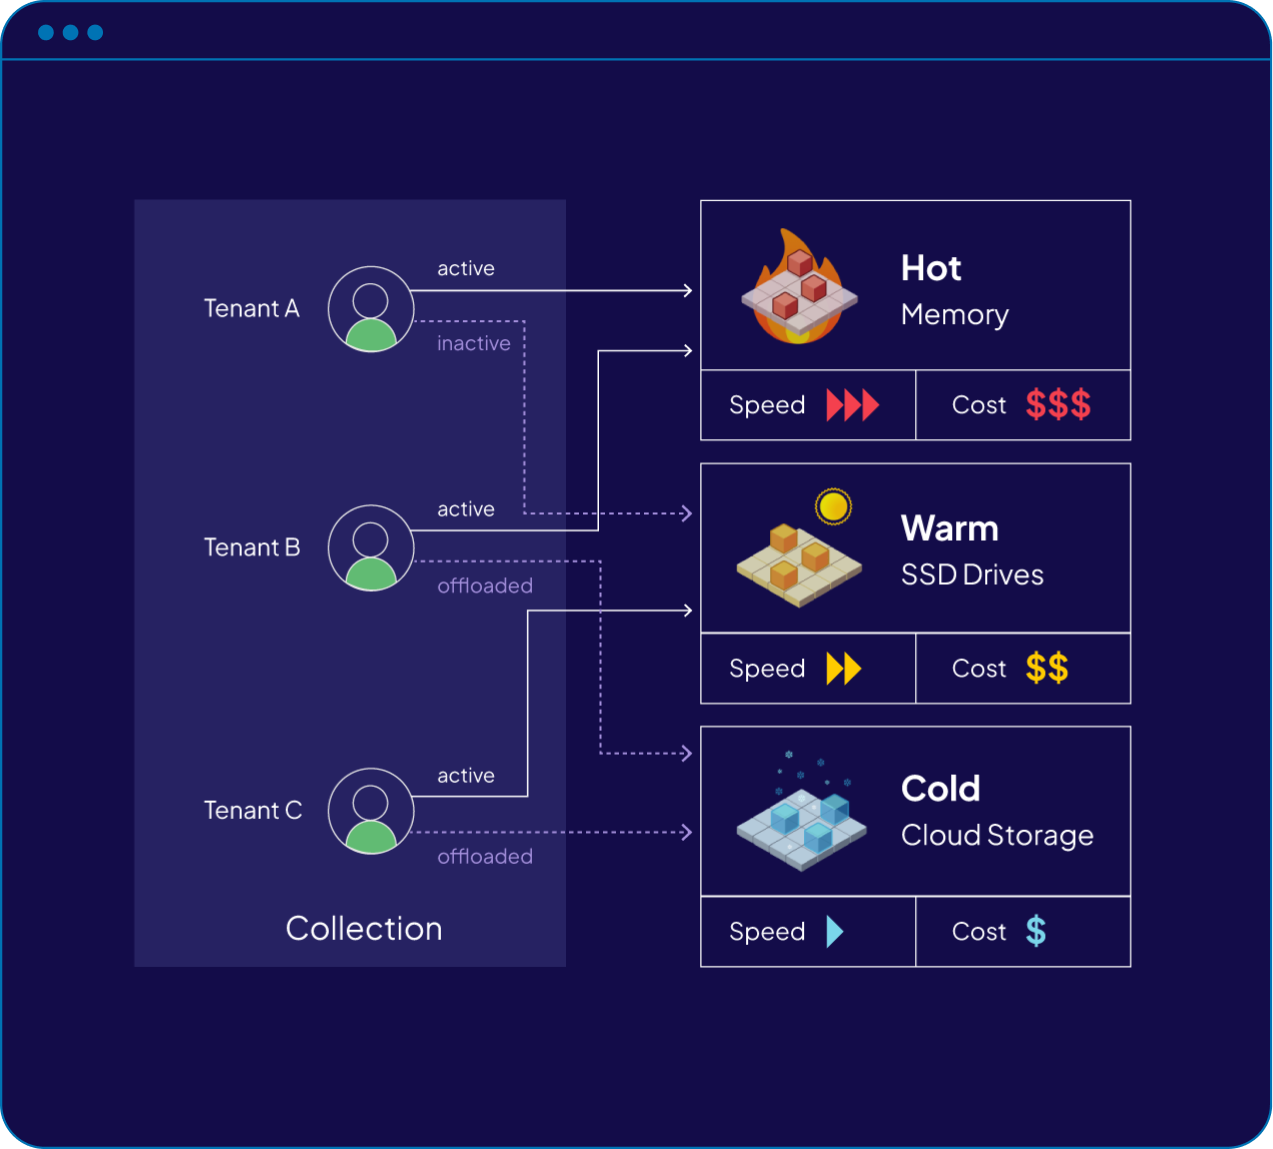 Tenant A
active
inactive
Tenant B
active
offloaded
Tenant C
active
offloaded
Collection
Hot
Memory
Speed
Cost $$$
Warm
SSD Drives
Speed
Cost $$
Cold
Cloud Storage
Speed
Cost $